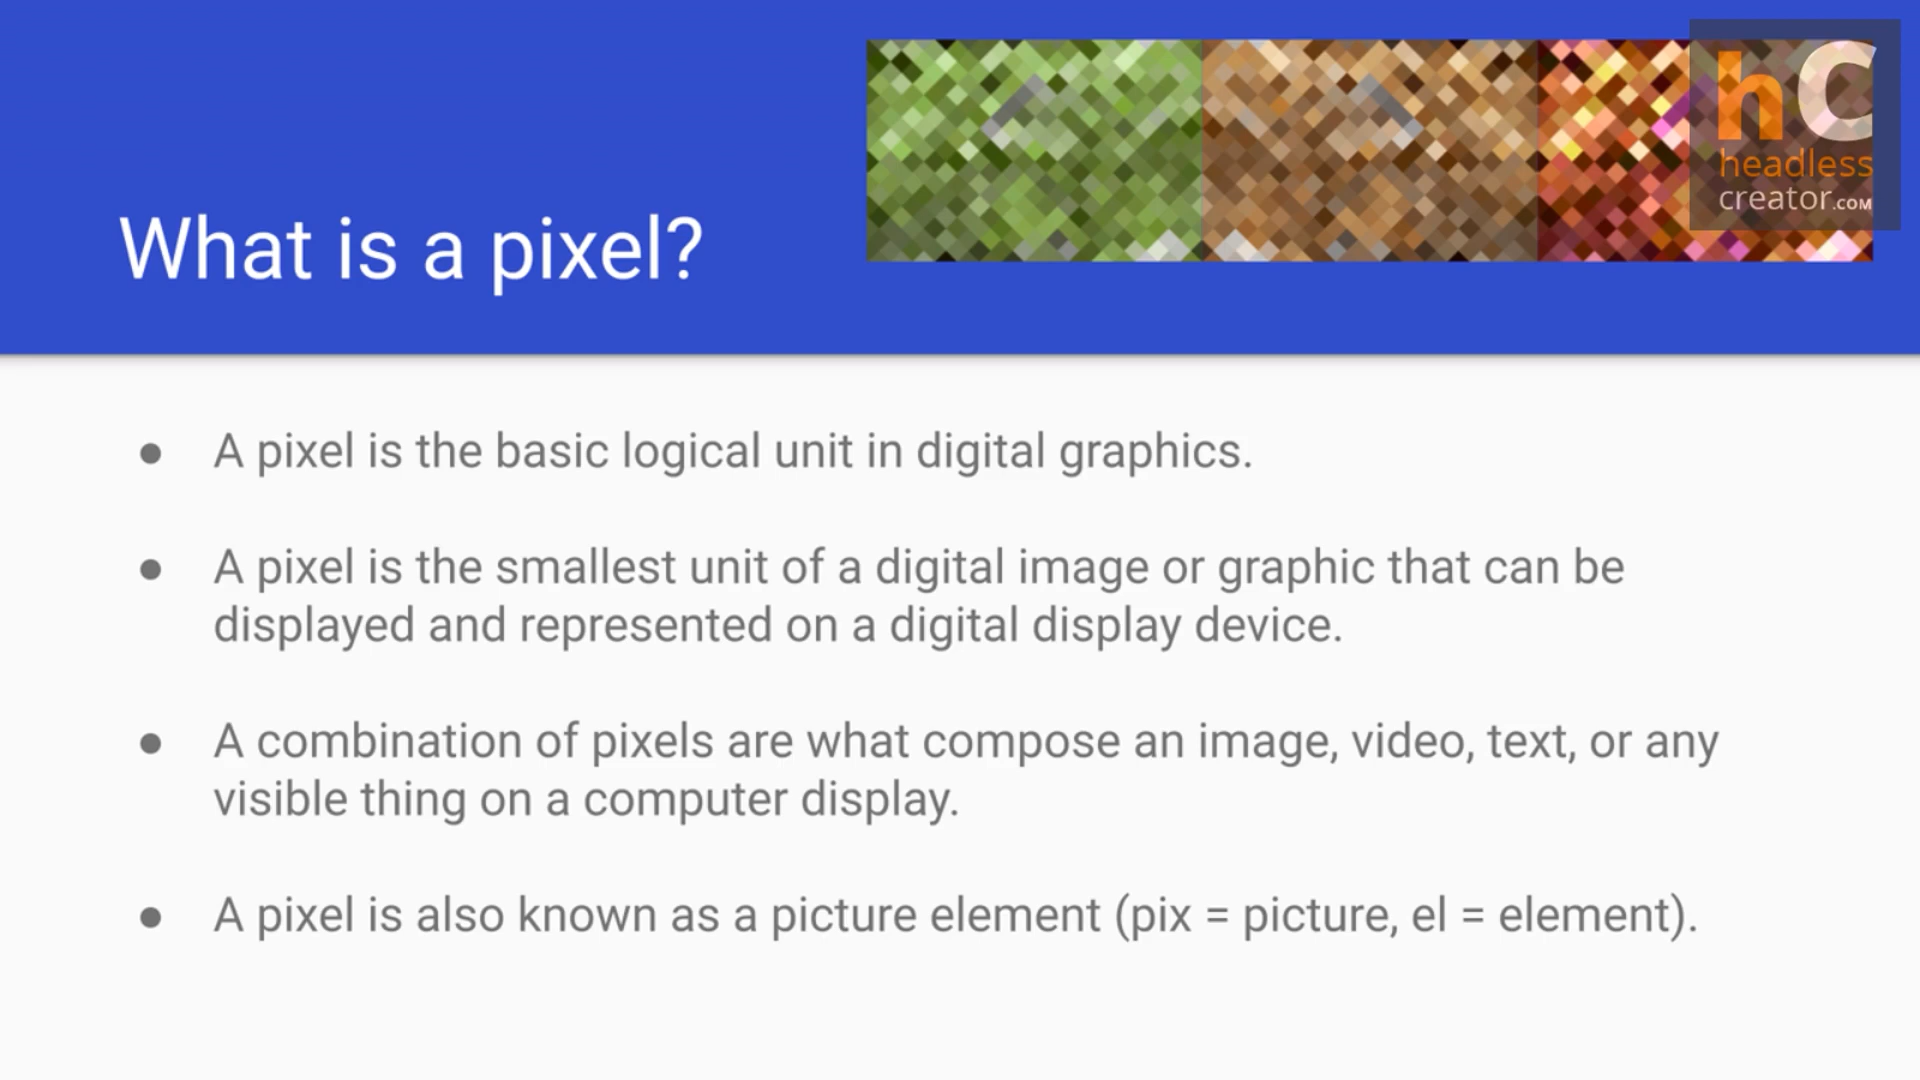 hC
headless
creator.COM
What is a pixel?
● A pixel is the basic logical unit in digital graphics.
● A pixel is the smallest unit of a digital image or graphic that can be
displayed and represented on a digital display device.
● A combination of pixels are what compose an image, video, text, or any
visible thing on a computer display.
● A pixel is also known as a picture element (pix = picture, el = element).